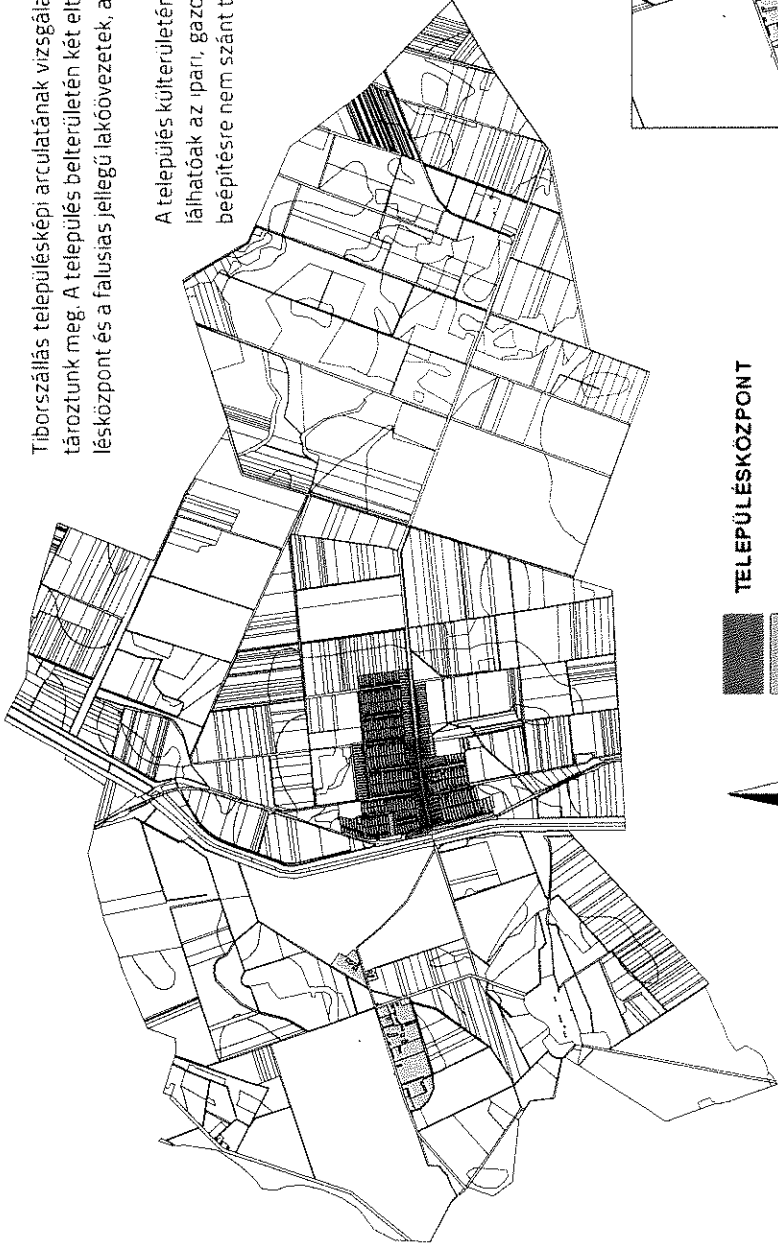 Tiborszállás településképi arculatának vizsgála
tároztunk meg. A település belterületén két elt
lésközpont és a falusias jellegű lakóövezetek, a
A település külterületén
lálhatóak az ipari, gazd
beépítésre nem szánt t
TELEPÜLÉSKÖZPONT